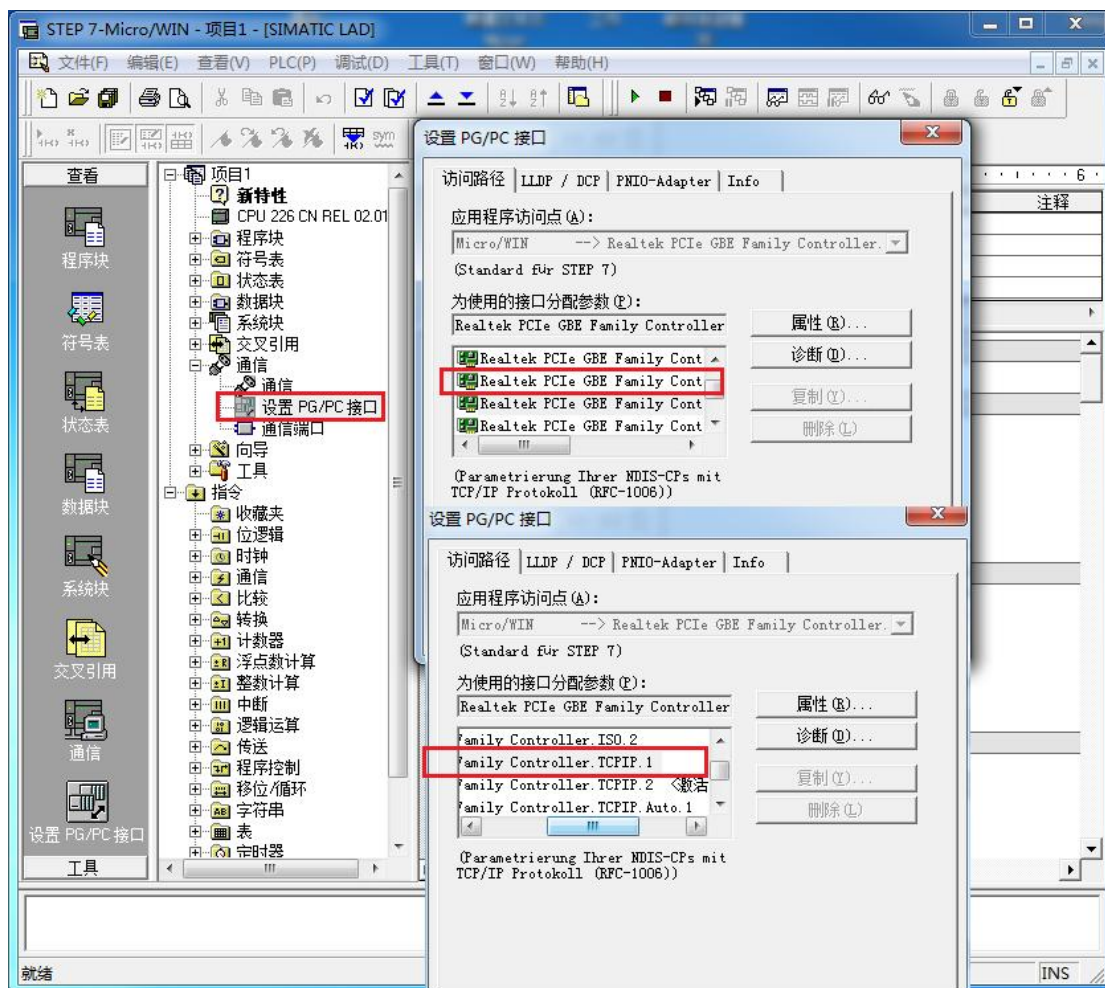 STEP 7-Micro/WIN - 项目1 - [SIMATIC LAD]
文件(F) 编辑(E) 查看(V) PLC(P) 调试(D) 工具(T) 窗口(W) 帮助(H)
查看
程序块
符号表
状态表
数据块
系统块
交叉引用
通信
设置 PG/PC 接口
工具
项目1
新特性
CPU 226 CN REL 02.01
程序块
符号表
状态表
数据块
系统块
交叉引用
通信
通信
设置 PG/PC 接口
通信端口
向导
工具
指令
收藏夹
位逻辑
时钟
通信
比较
转换
计数器
浮点数计算
整数计算
中断
逻辑运算
传送
程序控制
移位/循环
字符串
表
定时器
sym
6
注释
设置 PG/PC 接口
访问路径 LLDP / DCP PNIO-Adapter Info
应用程序访问点(A):
Micro/WIN --> Realtek PCIe GBE Family Controller.
(Standard für STEP 7)
为使用的接口分配参数(P):
Realtek PCIe GBE Family Controller
属性(R)...
Realtek PCIe GBE Family Cont
诊断(D)...
Realtek PCIe GBE Family Cont
Realtek PCIe GBE Family Cont
复制(Y)...
Realtek PCIe GBE Family Cont
删除(L)
(Parametrierung Ihrer NDIS-CPs mit
TCP/IP Protokoll (RFC-1006))
设置 PG/PC 接口
访问路径 LLDP / DCP PNIO-Adapter Info
应用程序访问点(A):
Micro/WIN --> Realtek PCIe GBE Family Controller.
(Standard für STEP 7)
为使用的接口分配参数(P):
Realtek PCIe GBE Family Controller
属性(R)...
Family Controller.ISO.2
诊断(D)...
Family Controller.TCPIP.1
Family Controller.TCPIP.2 <激活
复制(Y)...
Family Controller.TCPIP.Auto.1
删除(L)
(Parametrierung Ihrer NDIS-CPs mit
TCP/IP Protokoll (RFC-1006))
就绪
INS